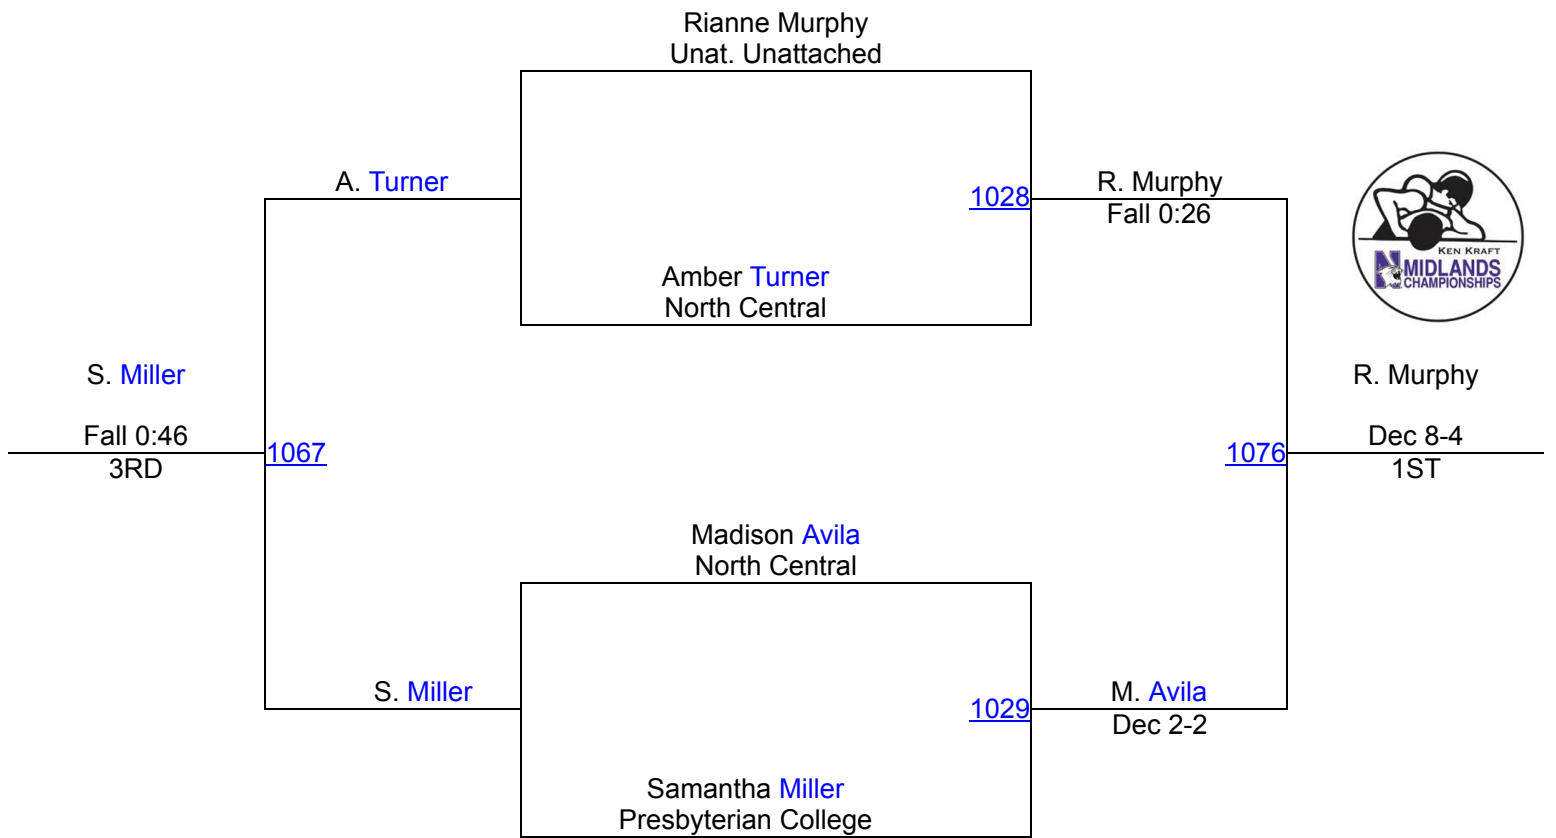 Rianne Murphy
Unat. Unattached
A. Turner
1028
R. Murphy
Fall 0:26
Amber Turner
North Central
KEN KRAFT
MIDLANDS
CHAMPIONSHIPS
S. Miller
Fall 0:46
3RD
1067
1076
R. Murphy
Dec 8-4
1ST
Madison Avila
North Central
S. Miller
1029
M. Avila
Dec 2-2
Samantha Miller
Presbyterian College